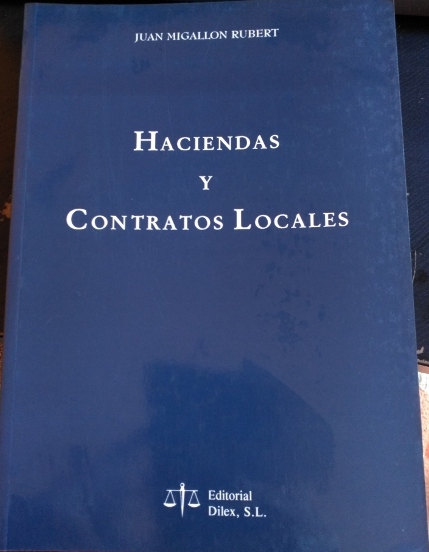 JUAN MIGALLON RUBERT
HACIENDAS
Y
CONTRATOS LOCALES
Editorial
Dilex, S.L.